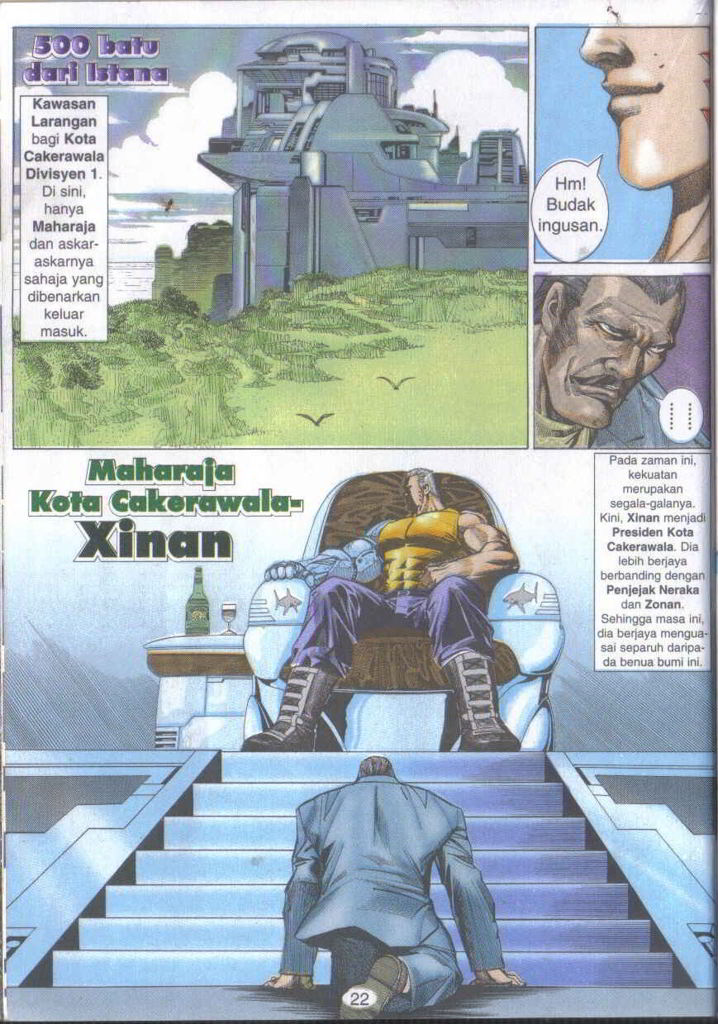 500 batu
dari Istana
Kawasan
Larangan
bagi Kota
Cakerawala
Divisyen 1.
Di sini,
hanya
Maharaja
dan askar-
askarnya
sahaja yang
dibenarkan
keluar
masuk.
Hm!
Budak
ingusan.
Maharaja
Kota Cakerawala-
Xinan
Pada zaman ini,
kekuatan
merupakan
segala-galanya.
Kini, Xinan menjadi
Presiden Kota
Cakerawala. Dia
lebih berjaya
berbanding dengan
Penjejak Neraka
dan Zonan.
Sehingga masa ini,
dia berjaya mengua-
sai separuh daripa-
da benua bumi ini.
22